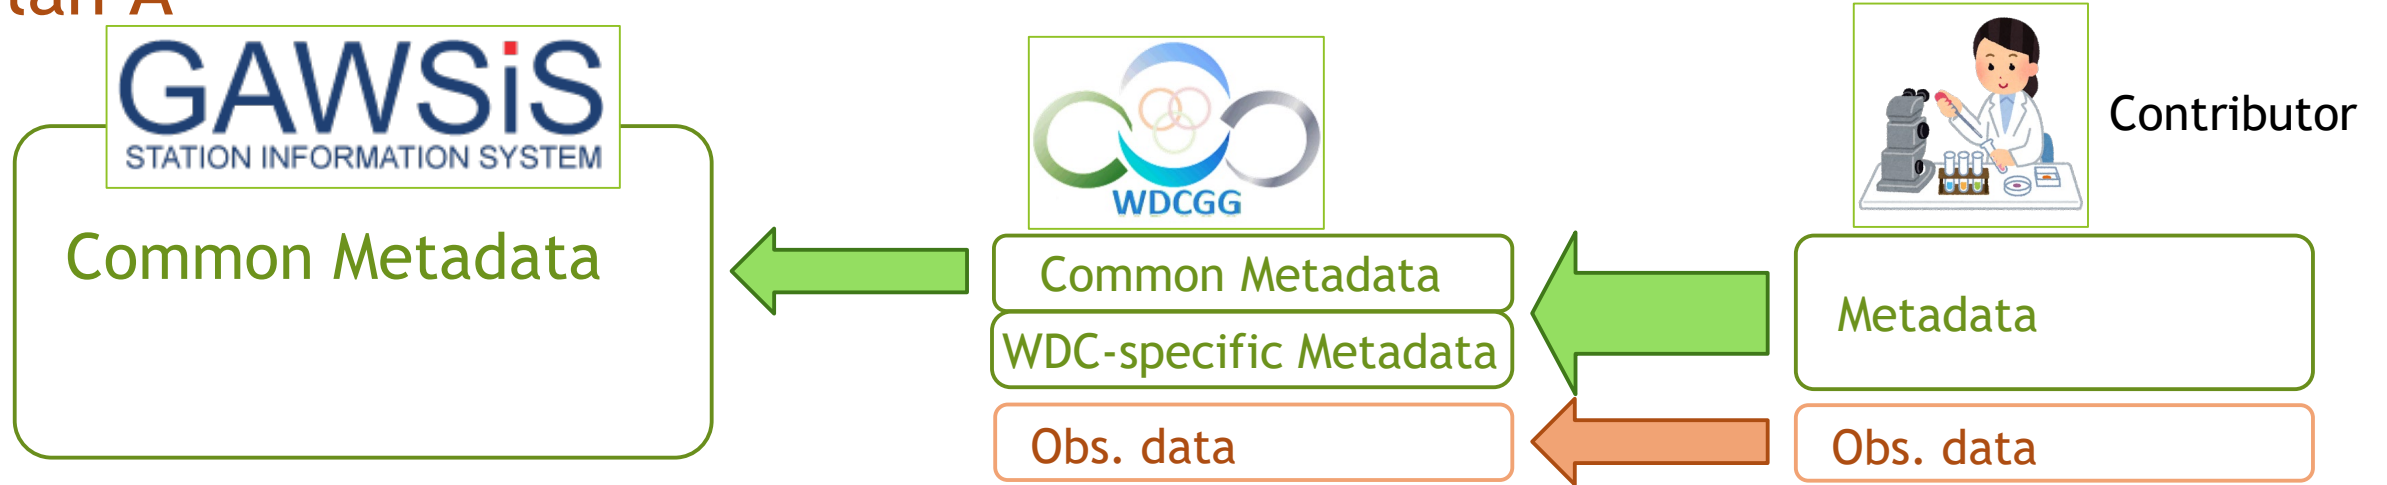 GAWSiS
STATION INFORMATION SYSTEM
Common Metadata
WDCGG
Common Metadata
WDC-specific Metadata
Obs. data
Contributor
Metadata
Obs. data